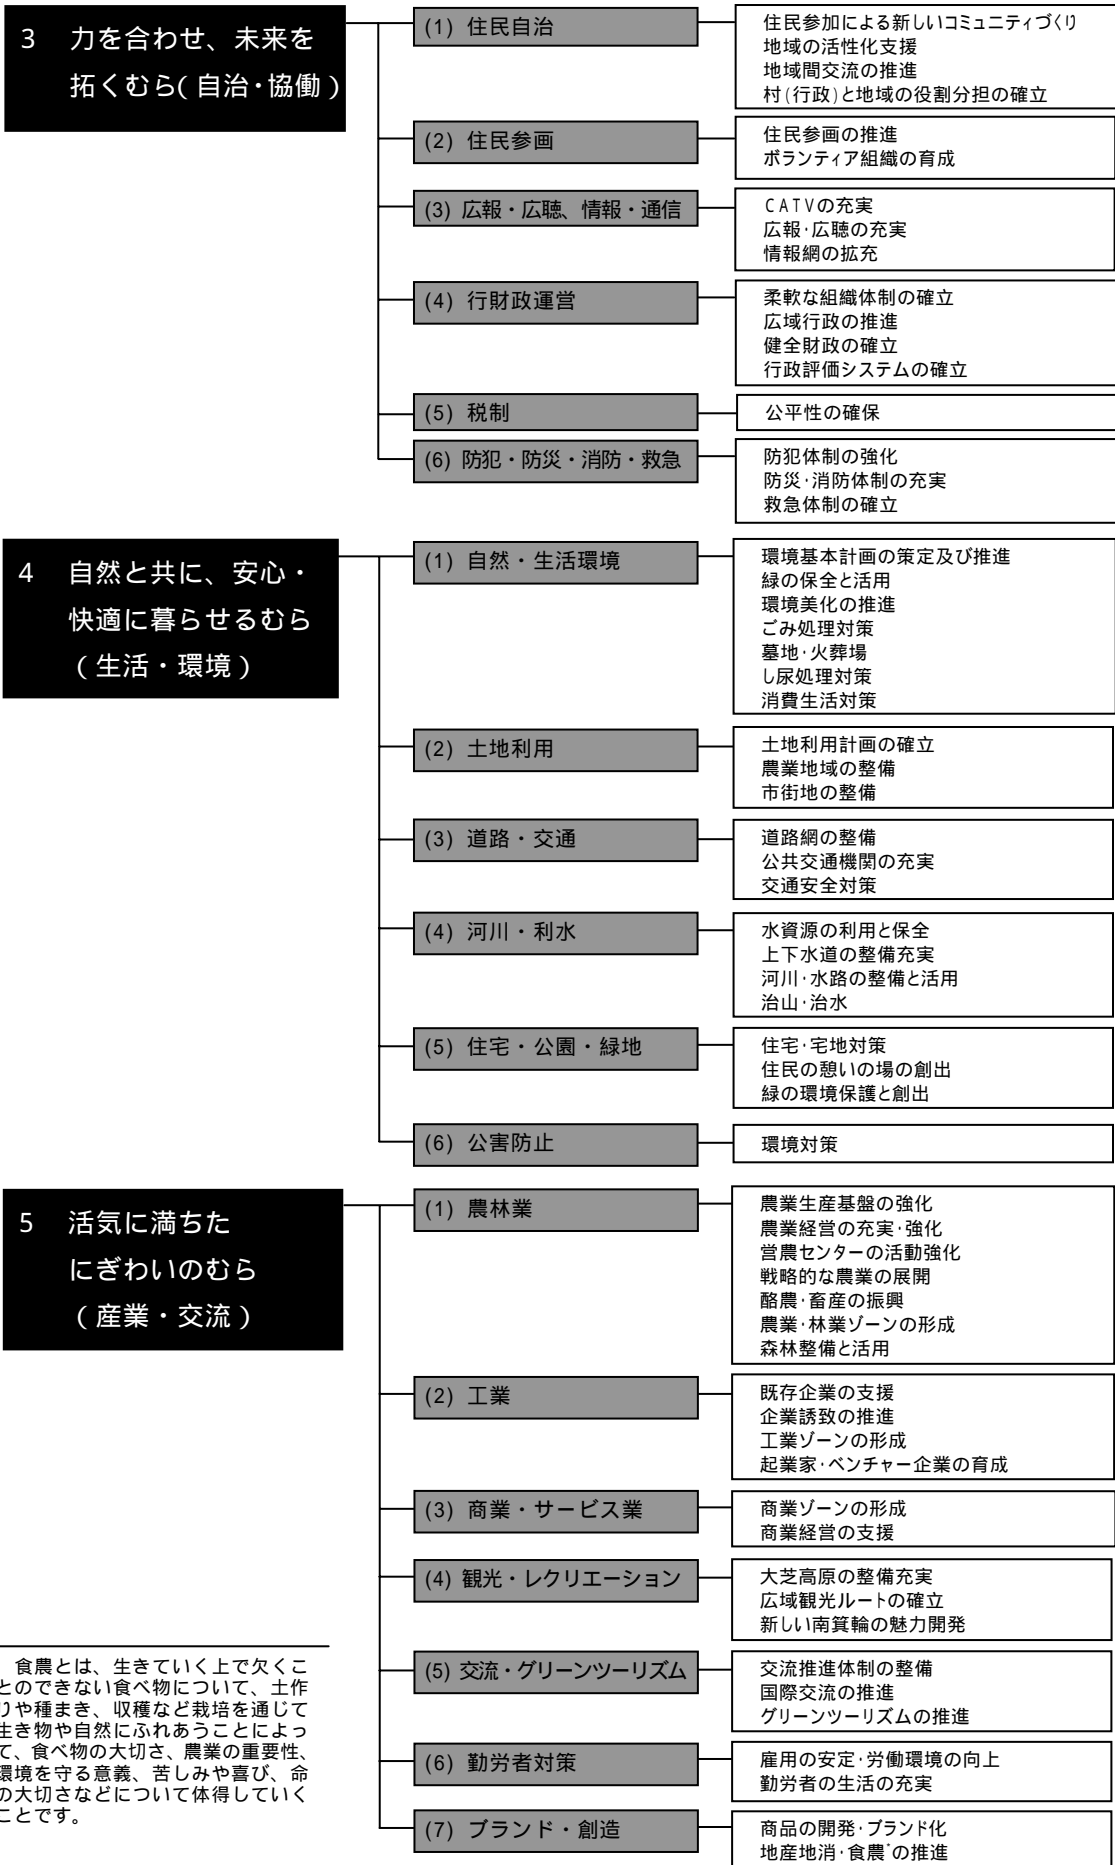 3 力を合わせ、未来を
拓くむら(自治・協働)
(1) 住民自治
住民参加による新しいコミュニティづくり
地域の活性化支援
地域間交流の推進
村(行政)と地域の役割分担の確立
(2) 住民参画
住民参画の推進
ボランティア組織の育成
(3) 広報・広聴、情報・通信
CATVの充実
広報・広聴の充実
情報網の拡充
(4) 行財政運営
柔軟な組織体制の確立
広域行政の推進
健全財政の確立
行政評価システムの確立
(5) 税制
公平性の確保
(6) 防犯・防災・消防・救急
防犯体制の強化
防災・消防体制の充実
救急体制の確立
4 自然と共に、安心・
快適に暮らせるむら
(生活・環境)
(1) 自然・生活環境
環境基本計画の策定及び推進
緑の保全と活用
環境美化の推進
ごみ処理対策
墓地・火葬場
し尿処理対策
消費生活対策
(2) 土地利用
土地利用計画の確立
農業地域の整備
市街地の整備
(3) 道路・交通
道路網の整備
公共交通機関の充実
交通安全対策
(4) 河川・利水
水資源の利用と保全
上下水道の整備充実
河川・水路の整備と活用
治山・治水
(5) 住宅・公園・緑地
住宅・宅地対策
住民の憩いの場の創出
緑の環境保護と創出
(6) 公害防止
環境対策
5 活気に満ちた
にぎわいのむら
(産業・交流)
(1) 農林業
農業生産基盤の強化
農業経営の充実・強化
営農センターの活動強化
戦略的な農業の展開
酪農・畜産の振興
農業・林業ゾーンの形成
森林整備と活用
(2) 工業
既存企業の支援
企業誘致の推進
工業ゾーンの形成
起業家・ベンチャー企業の育成
(3) 商業・サービス業
商業ゾーンの形成
商業経営の支援
(4) 観光・レクリエーション
大芝高原の整備充実
広域観光ルートの確立
新しい南箕輪の魅力開発
(5) 交流・グリーンツーリズム
交流推進体制の整備
国際交流の推進
グリーンツーリズムの推進
(6) 勤労者対策
雇用の安定・労働環境の向上
勤労者の生活の充実
(7) ブランド・創造
商品の開発・ブランド化
地産地消・食農*の推進
食農とは、生きていく上で欠くこ
とのできない食べ物について、土作
りや種まき、収穫など栽培を通じて
生き物や自然にふれあうことによっ
て、食べ物の大切さ、農業の重要性、
環境を守る意義、苦しみや喜び、命
の大切さなどについて体得していく
ことです。